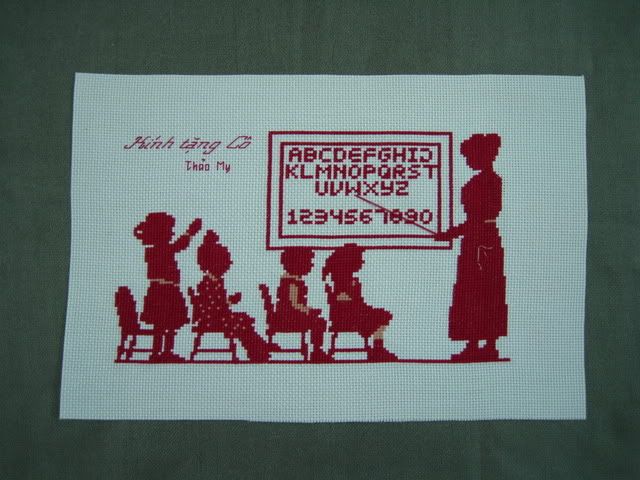 Kính tặng Cô
Thảo My
ABCDEFGHIJ
KLMNOPQRST
UVWXYZ
1234567890